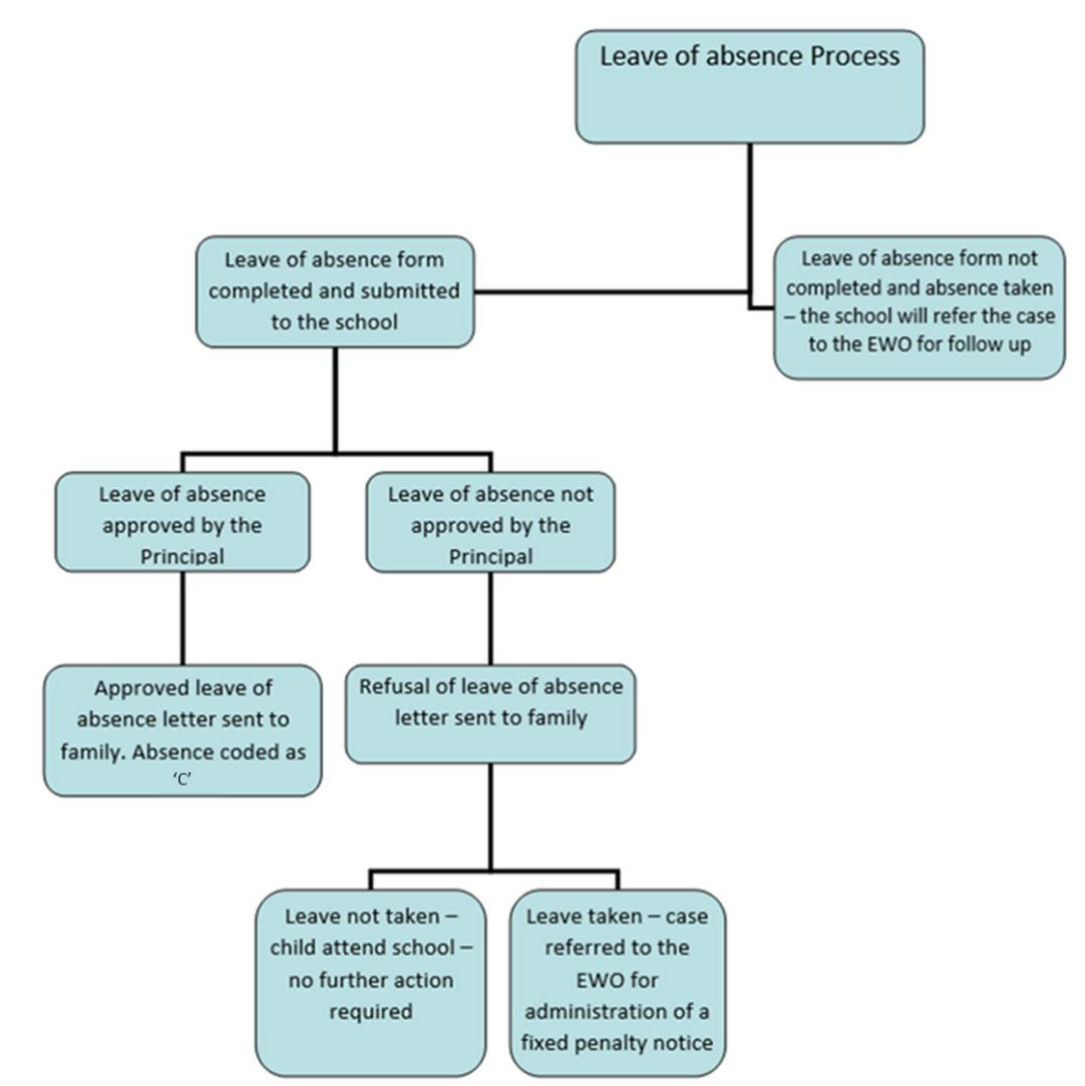 Leave of absence Process
Leave of absence form
completed and submitted
to the school
Leave of absence form not
completed and absence taken
– the school will refer the case
to the EWO for follow up
Leave of absence
approved by the
Principal
Leave of absence not
approved by the
Principal
Approved leave of
absence letter sent to
family. Absence coded as
‘C’
Refusal of leave of absence
letter sent to family
Leave not taken –
child attend school –
no further action
required
Leave taken – case
referred to the
EWO for
administration of a
fixed penalty notice